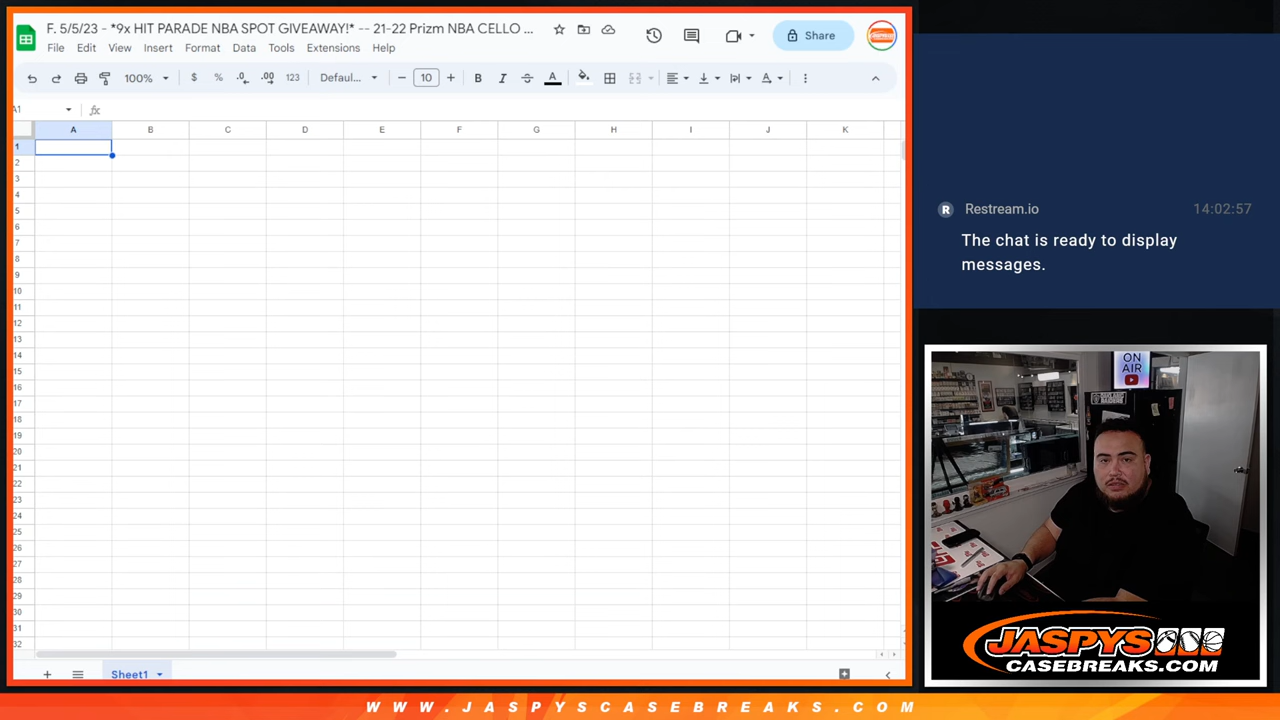 F. 5/5/23 - *9x HIT PARADE NBA SPOT GIVEAWAY!* -- 21-22 Prizm NBA CELLO ...
File Edit View Insert Format Data Tools Extensions Help
Share
100% $ % .0 .00 123 Defaul... 10 B I A
A1 fx
A B C D E F G H I J K
1
2
3
4
5
6
7
8
9
10
11
12
13
14
15
16
17
18
19
20
21
22
23
24
25
26
27
28
29
30
31
32
Sheet1
R Restream.io 14:02:57
The chat is ready to display
messages.
ON
AIR
JASPYS
CASEBREAKS.COM
WWW.JASPYSCASEBREAKS.COM